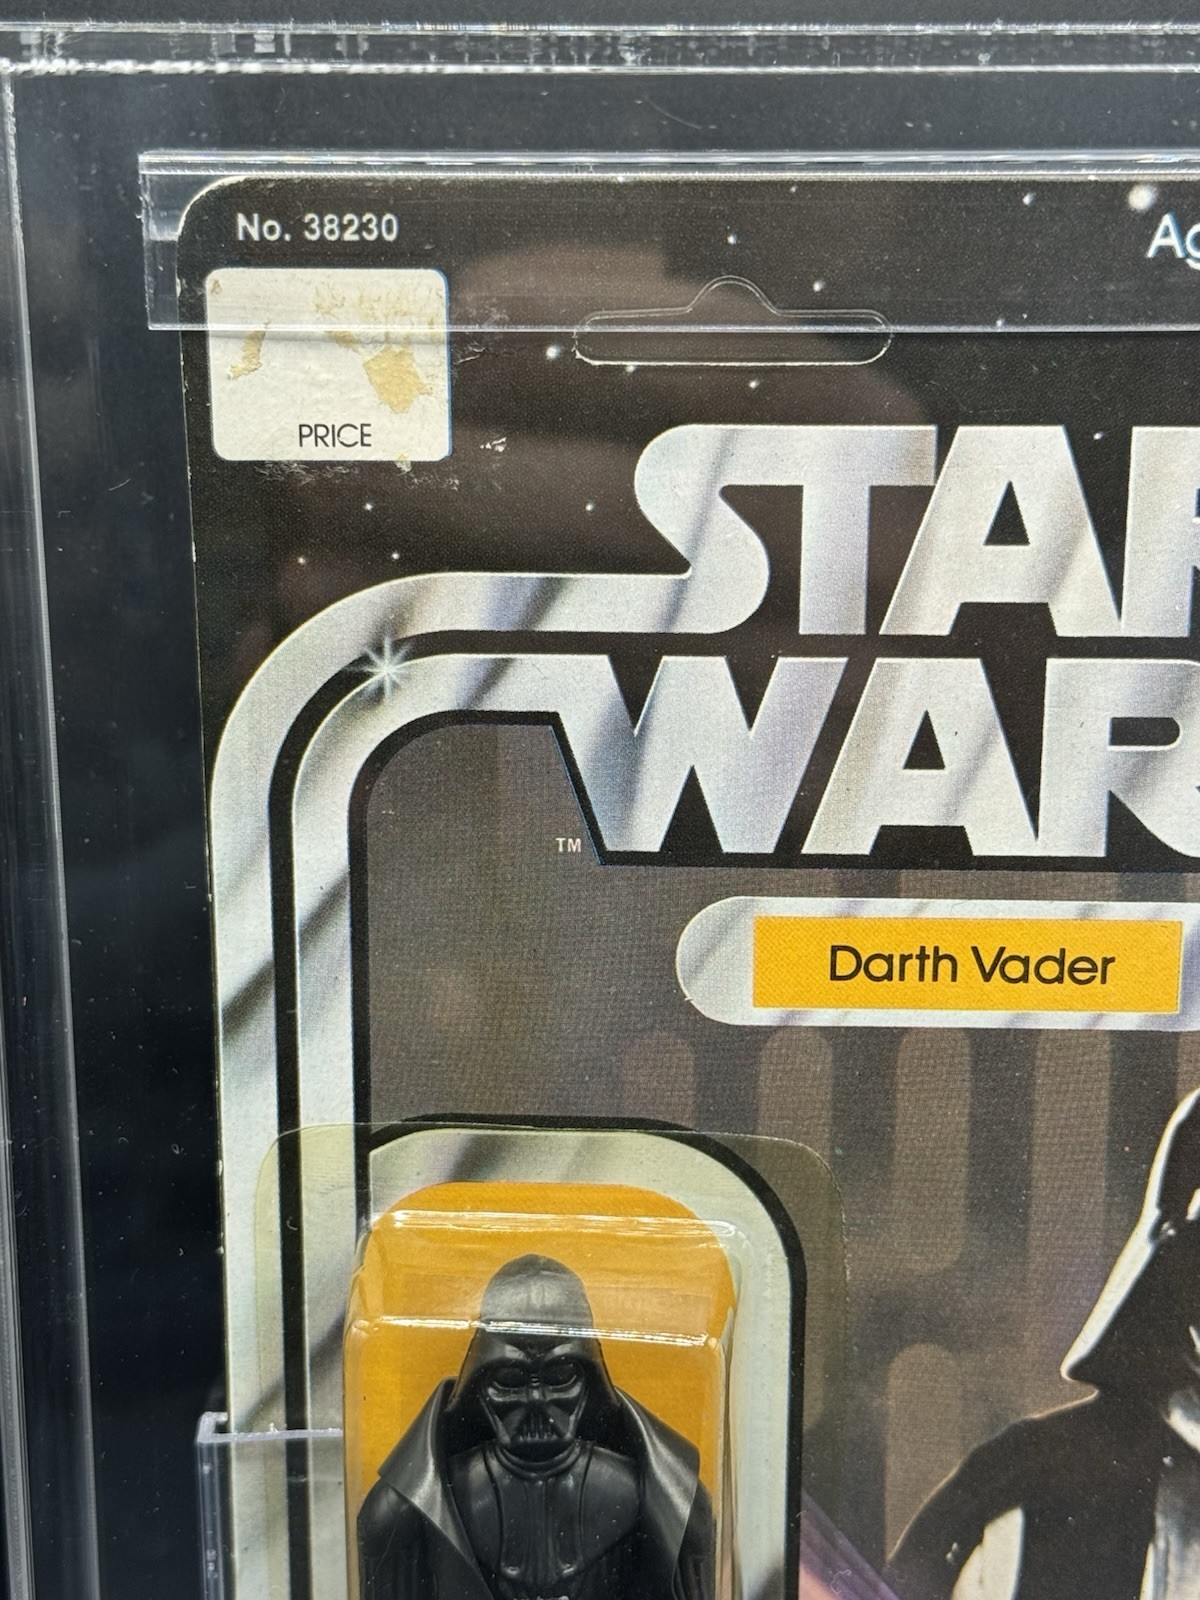 No. 38230
PRICE
STAR
WAR
TM
Darth Vader